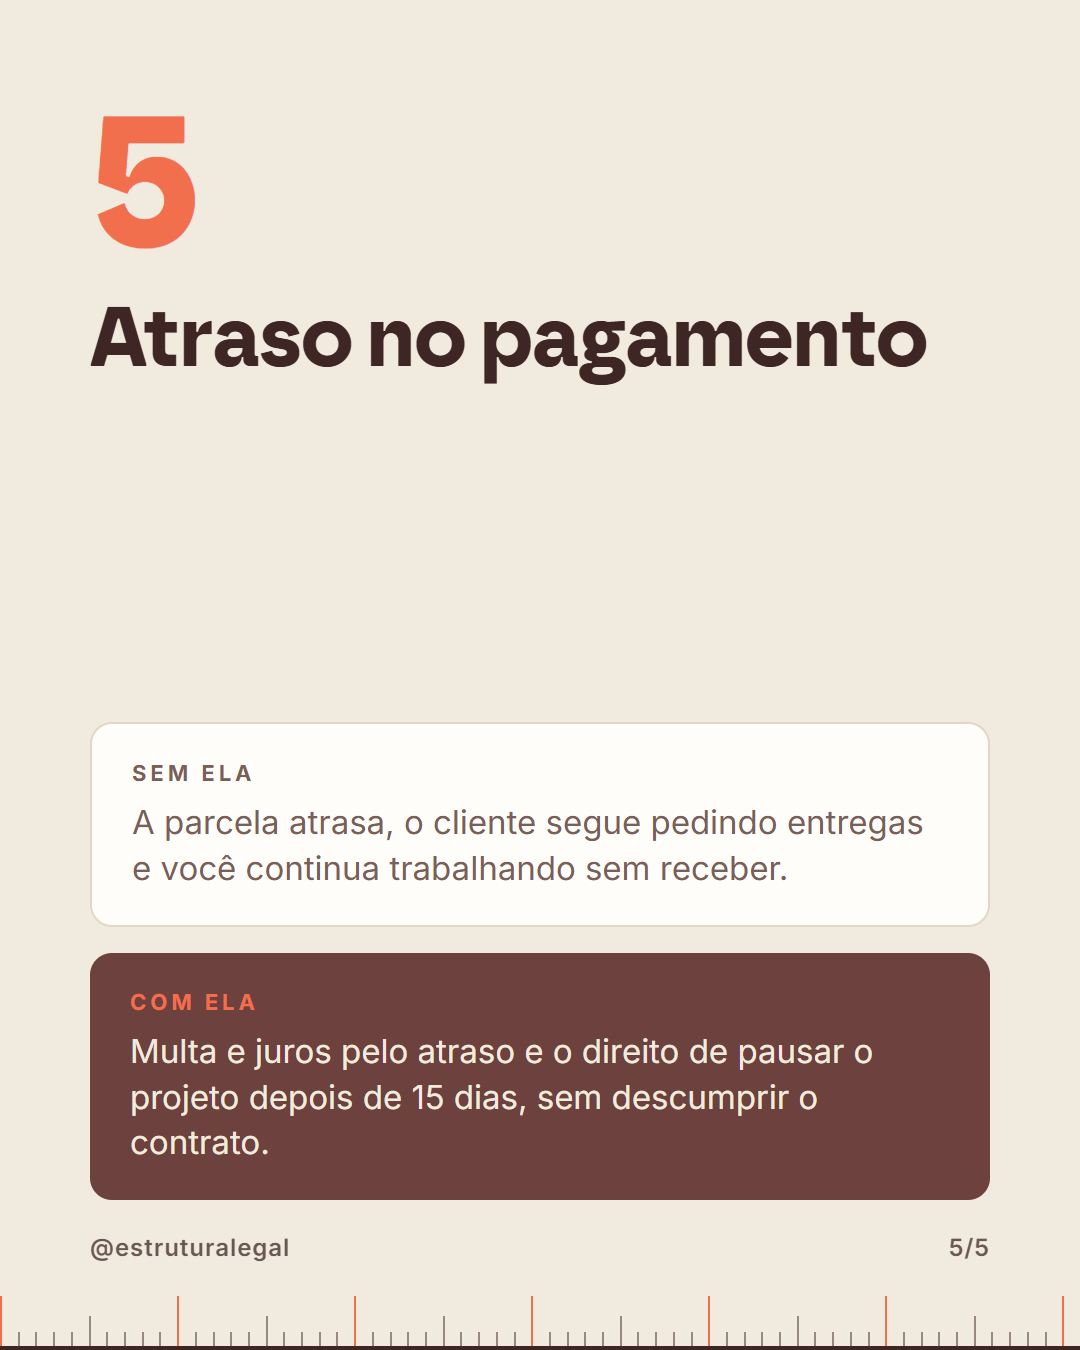 5
Atraso no pagamento
SEM ELA
A parcela atrasa, o cliente segue pedindo entregas
e você continua trabalhando sem receber.
COM ELA
Multa e juros pelo atraso e o direito de pausar o
projeto depois de 15 dias, sem descumprir o
contrato.
@estruturalegal
5/5